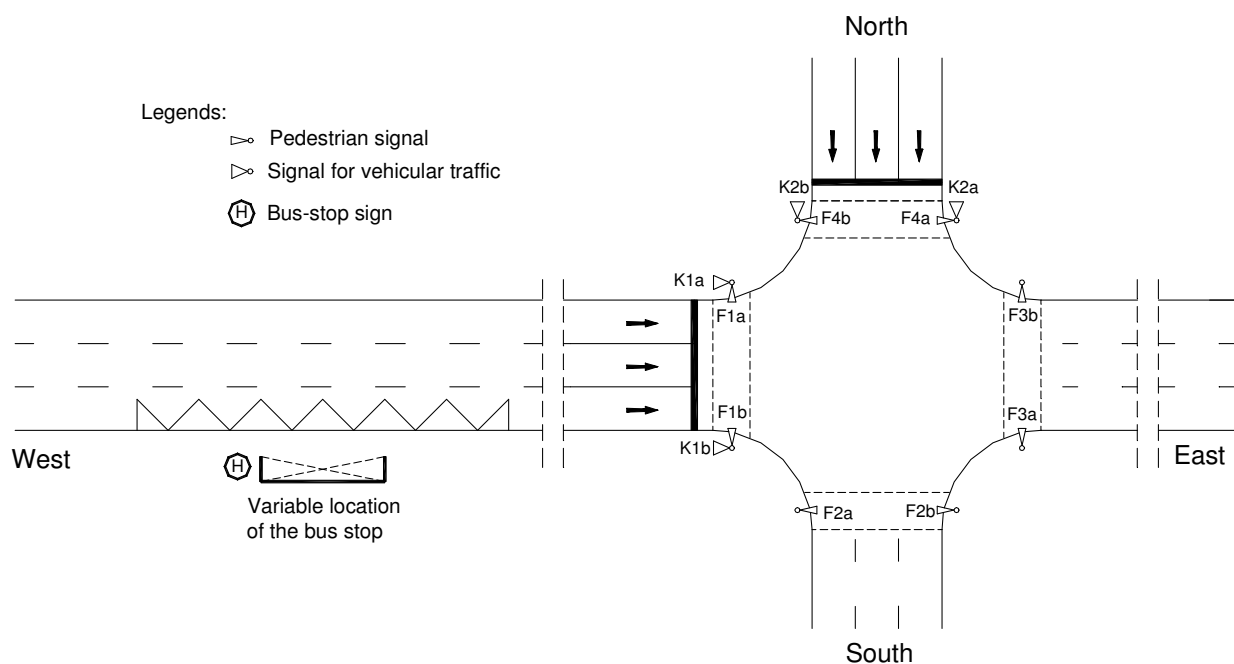 North
Legends:
Pedestrian signal
Signal for vehicular traffic
H Bus-stop sign
K2b K2a
F4b F4a
K1a
F1a F3b
F1b F3a
K1b
West East
H
Variable location
of the bus stop
F2a F2b
South